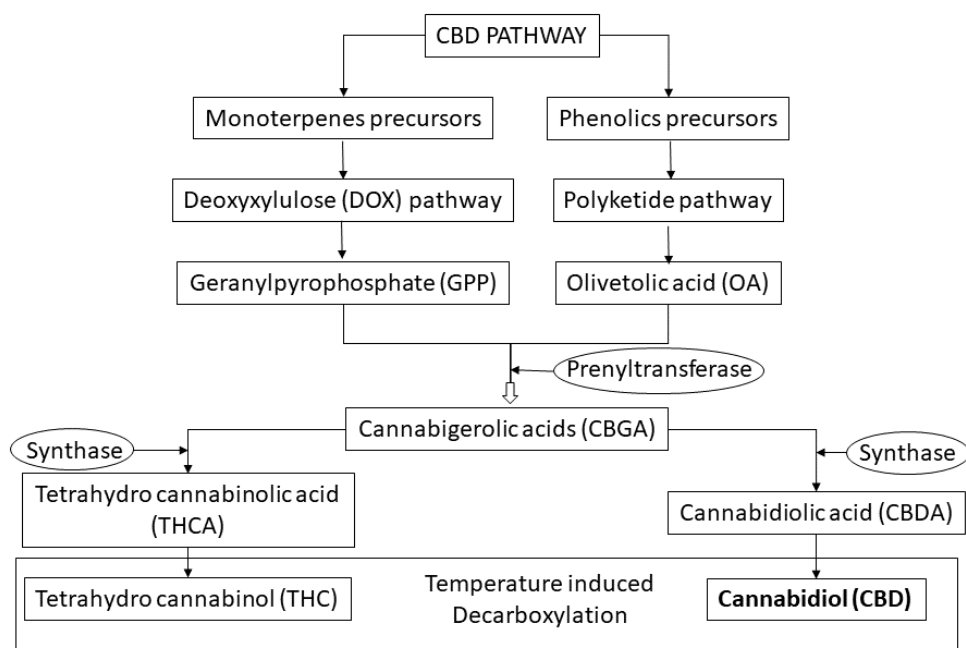 CBD PATHWAY
Monoterpenes precursors
Phenolics precursors
Deoxyxylulose (DOX) pathway
Polyketide pathway
Geranylpyrophosphate (GPP)
Olivetolic acid (OA)
Prenyltransferase
Cannabigerolic acids (CBGA)
Synthase
Synthase
Tetrahydro cannabinolic acid
(THCA)
Cannabidiolic acid (CBDA)
Tetrahydro cannabinol (THC)
Temperature induced
Decarboxylation
Cannabidiol (CBD)